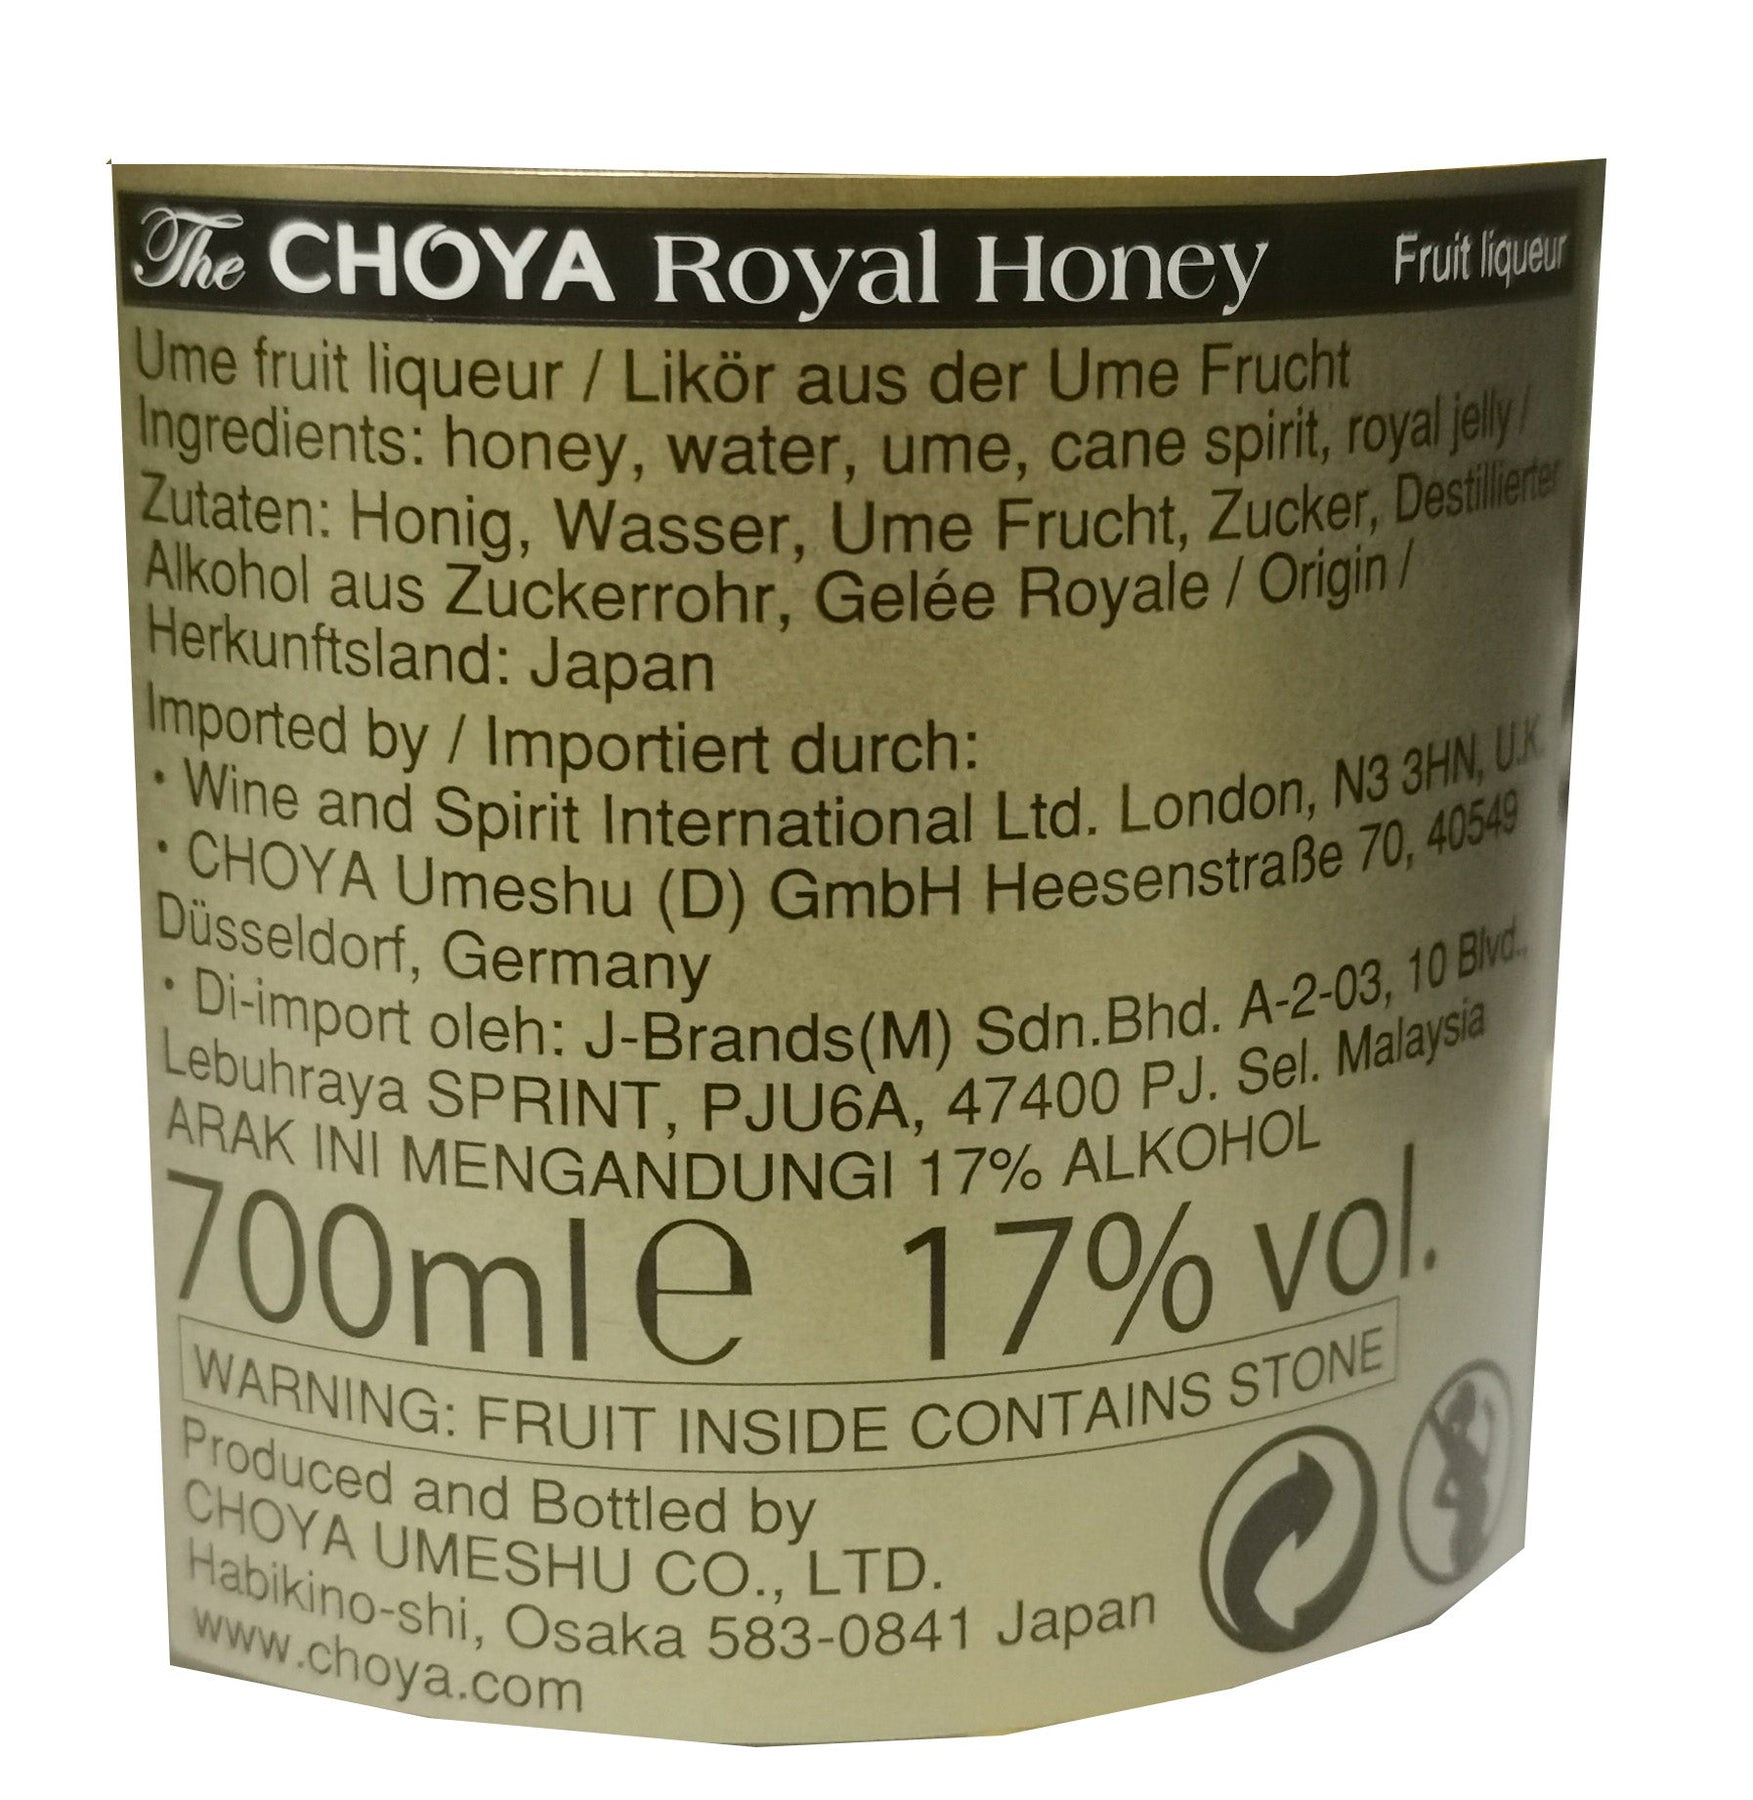 The CHOYA Royal Honey Fruit liqueur
Ume fruit liqueur / Likör aus der Ume Frucht
Ingredients: honey, water, ume, cane spirit, royal jelly /
Zutaten: Honig, Wasser, Ume Frucht, Zucker, Destillierter
Alkohol aus Zuckerrohr, Gelée Royale / Origin /
Herkunftsland: Japan
Imported by / Importiert durch:
· Wine and Spirit International Ltd. London, N3 3HN, U.K.
· CHOYA Umeshu (D) GmbH Heesenstraße 70, 40549
Düsseldorf, Germany
· Di-import oleh: J-Brands(M) Sdn.Bhd. A-2-03, 10 Blvd.,
Lebuhraya SPRINT, PJU6A, 47400 PJ. Sel. Malaysia
ARAK INI MENGANDUNGI 17% ALKOHOL
700ml e 17% vol.
WARNING: FRUIT INSIDE CONTAINS STONE
Produced and Bottled by
CHOYA UMESHU CO., LTD.
Habikino-shi, Osaka 583-0841 Japan
www.choya.com